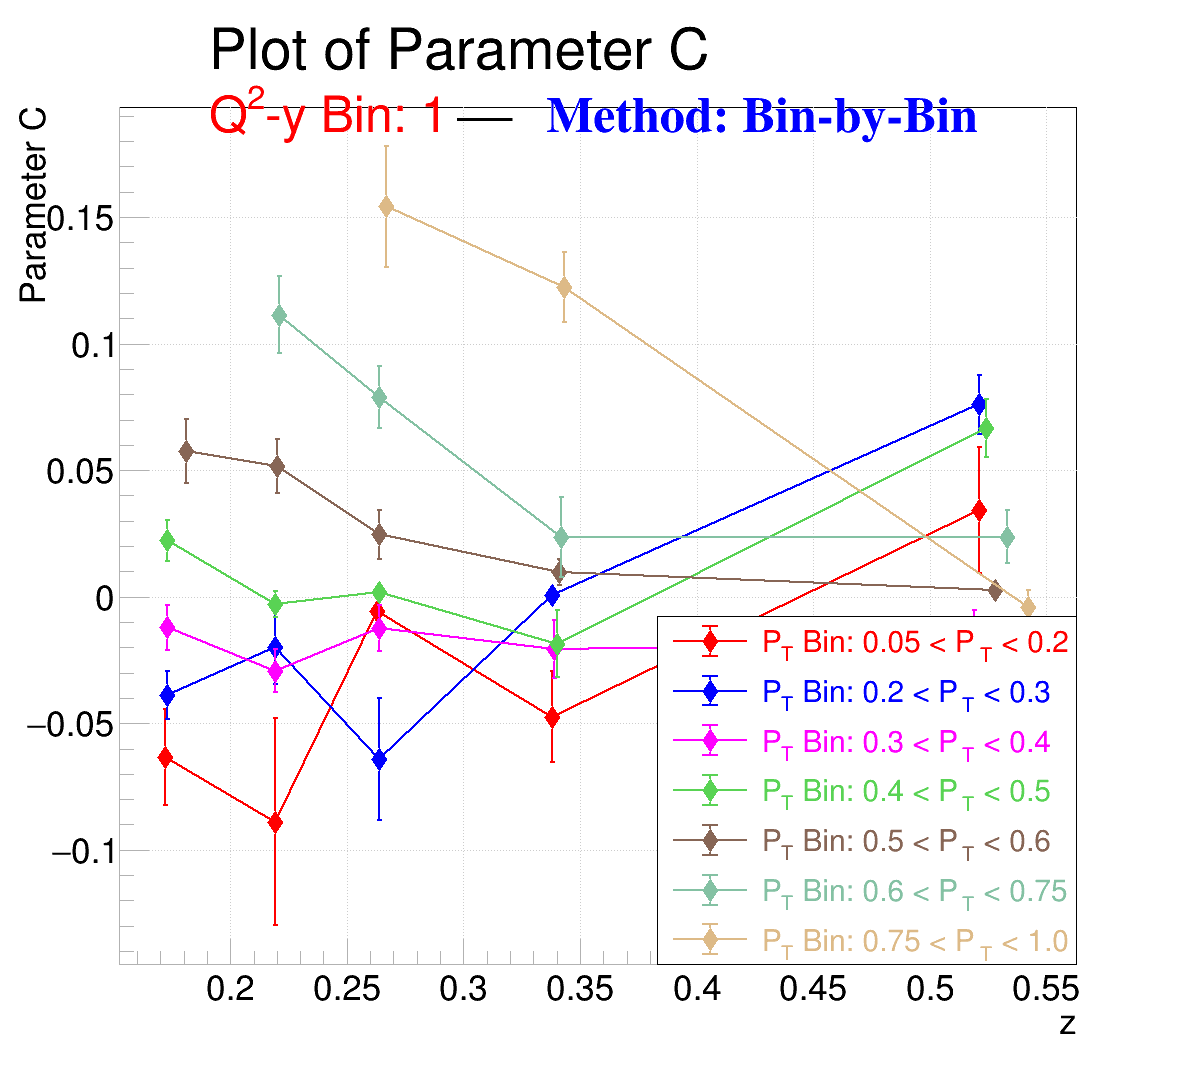 Plot of Parameter C
Q²-y Bin: 1 — Method: Bin-by-Bin
Parameter C
0.15
0.1
0.05
0
−0.05
−0.1
P_T Bin: 0.05 < P_T < 0.2
P_T Bin: 0.2 < P_T < 0.3
P_T Bin: 0.3 < P_T < 0.4
P_T Bin: 0.4 < P_T < 0.5
P_T Bin: 0.5 < P_T < 0.6
P_T Bin: 0.6 < P_T < 0.75
P_T Bin: 0.75 < P_T < 1.0
0.2 0.25 0.3 0.35 0.4 0.45 0.5 0.55
z